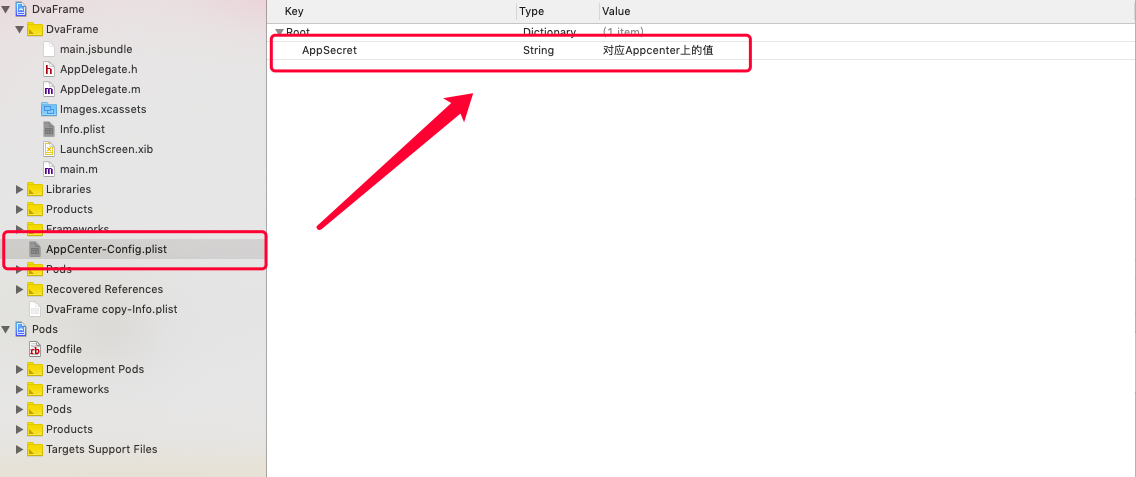 DvaFrame
DvaFrame
main.jsbundle
h AppDelegate.h
m AppDelegate.m
Images.xcassets
Info.plist
LaunchScreen.xib
m main.m
Libraries
Products
Frameworks
AppCenter-Config.plist
Pods
Recovered References
DvaFrame copy-Info.plist
Pods
rb Podfile
Development Pods
Frameworks
Pods
Products
Targets Support Files
Key Type Value
Root Dictionary (1 item)
AppSecret String 对应Appcenter上的值